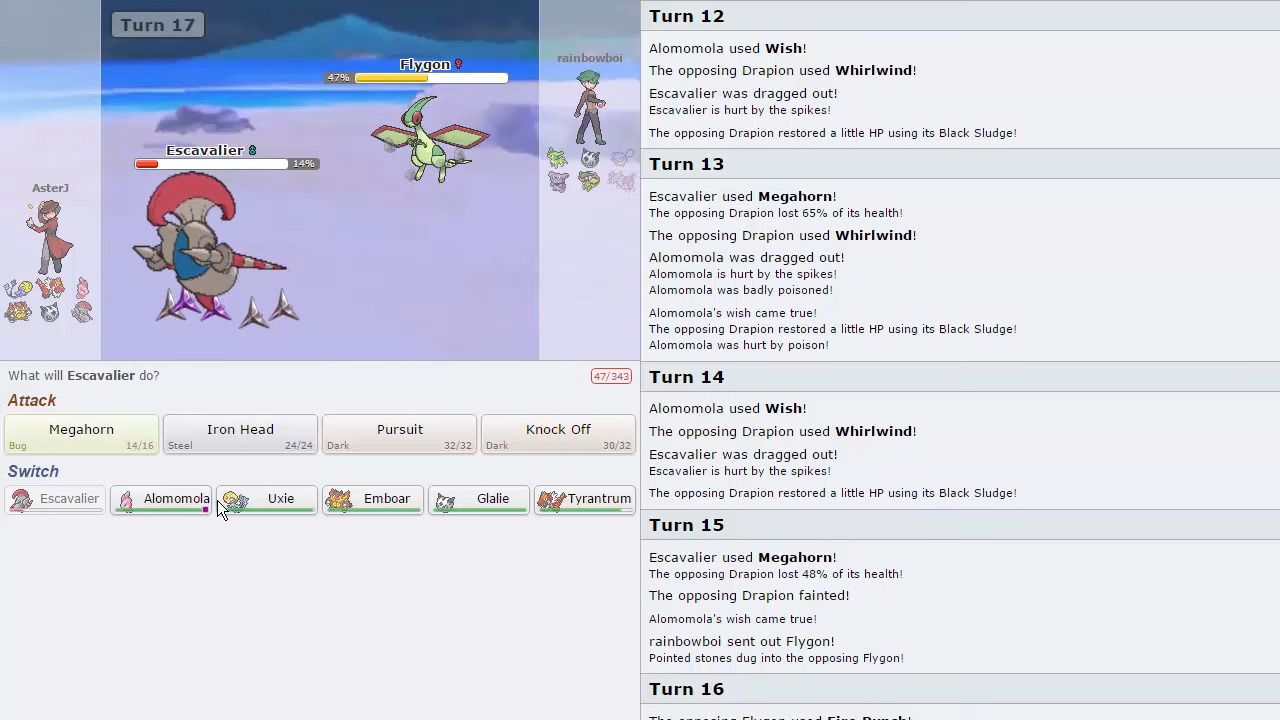 Turn 17
Flygon
47%
rainbowboi
Escavalier
14%
AsterJ
What will Escavalier do?
47/343
Attack
Megahorn
Bug 14/16
Iron Head
Steel 24/24
Pursuit
Dark 32/32
Knock Off
Dark 30/32
Switch
Escavalier
Alomomola
Uxie
Emboar
Glalie
Tyrantrum
Turn 12
Alomomola used Wish!
The opposing Drapion used Whirlwind!
Escavalier was dragged out!
Escavalier is hurt by the spikes!
The opposing Drapion restored a little HP using its Black Sludge!
Turn 13
Escavalier used Megahorn!
The opposing Drapion lost 65% of its health!
The opposing Drapion used Whirlwind!
Alomomola was dragged out!
Alomomola is hurt by the spikes!
Alomomola was badly poisoned!
Alomomola's wish came true!
The opposing Drapion restored a little HP using its Black Sludge!
Alomomola was hurt by poison!
Turn 14
Alomomola used Wish!
The opposing Drapion used Whirlwind!
Escavalier was dragged out!
Escavalier is hurt by the spikes!
The opposing Drapion restored a little HP using its Black Sludge!
Turn 15
Escavalier used Megahorn!
The opposing Drapion lost 48% of its health!
The opposing Drapion fainted!
Alomomola's wish came true!
rainbowboi sent out Flygon!
Pointed stones dug into the opposing Flygon!
Turn 16
The opposing Flygon used Fire Punch!